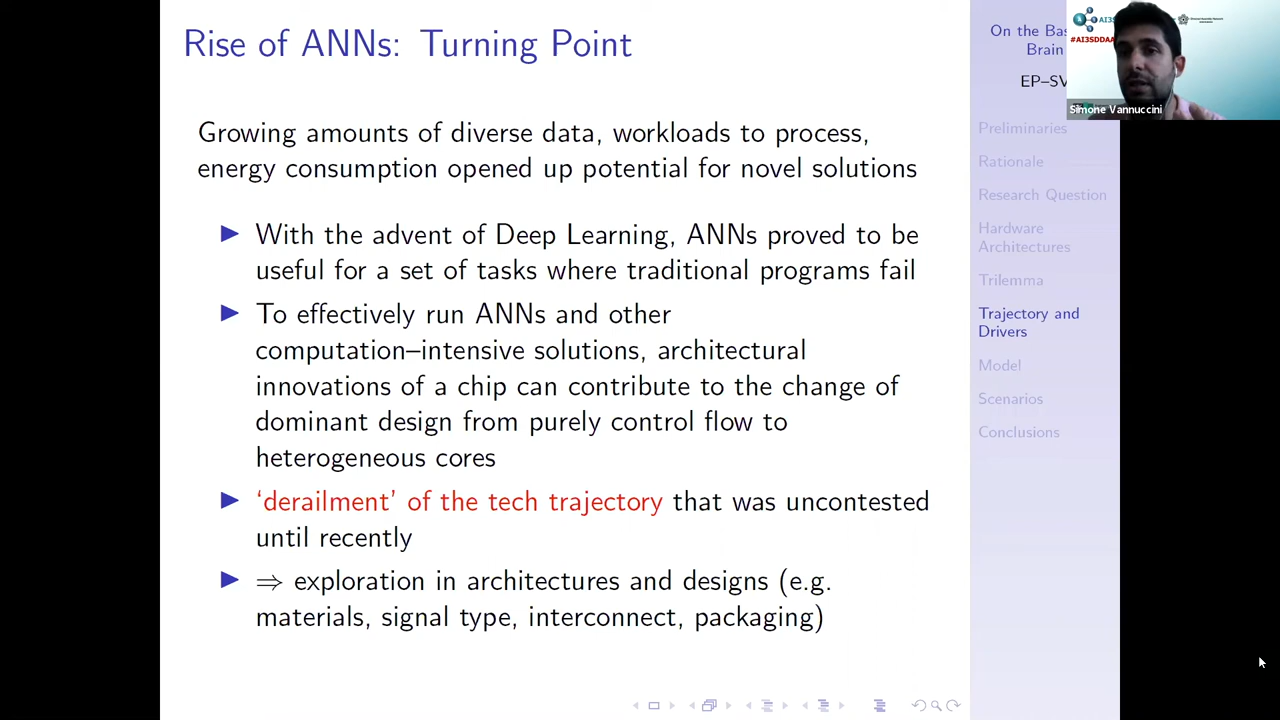 Rise of ANNs: Turning Point
Growing amounts of diverse data, workloads to process,
energy consumption opened up potential for novel solutions
With the advent of Deep Learning, ANNs proved to be
useful for a set of tasks where traditional programs fail
To effectively run ANNs and other
computation–intensive solutions, architectural
innovations of a chip can contribute to the change of
dominant design from purely control flow to
heterogeneous cores
‘derailment’ of the tech trajectory that was uncontested
until recently
⇒ exploration in architectures and designs (e.g.
materials, signal type, interconnect, packaging)
On the Bas
Brain
EP–SV
Preliminaries
Rationale
Research Question
Hardware
Architectures
Trilemma
Trajectory and
Drivers
Model
Scenarios
Conclusions
AI3S
#AI3SDDAA
Simone Vannuccini